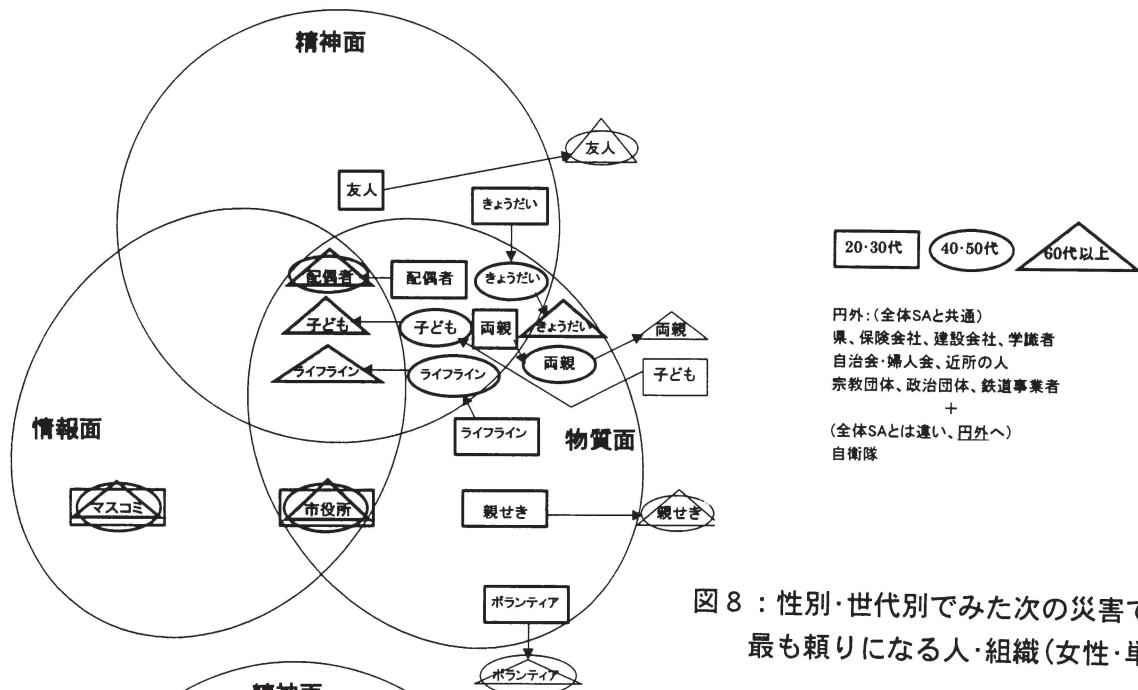 精神面
友人
友人
きょうだい
配偶者
配偶者
きょうだい
子ども
子ども
両親
きょうだい
両親
両親
ライフライン
ライフライン
子ども
ライフライン
情報面
物質面
マスコミ
市役所
親せき
親せき
ボランティア
ボランティア
精神面
20・30代
40・50代
60代以上
円外:(全体SAと共通)
県、保険会社、建設会社、学識者
自治会・婦人会、近所の人
宗教団体、政治団体、鉄道事業者
+
(全体SAとは違い、円外へ)
自衛隊
図8:性別・世代別でみた次の災害で
最も頼りになる人・組織(女性・単